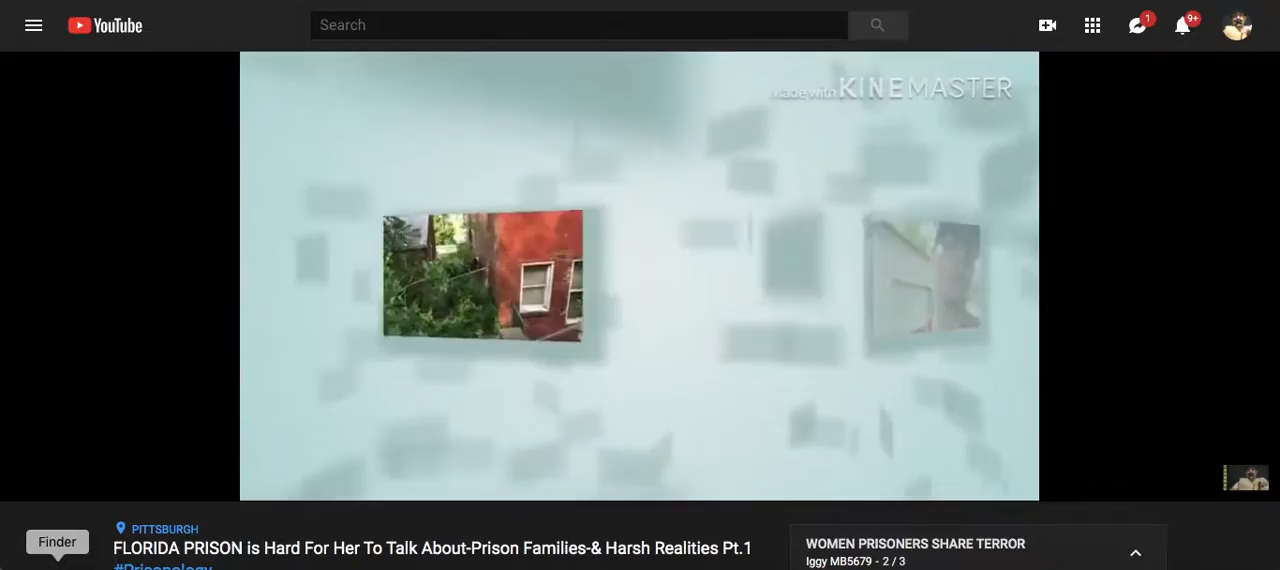 YouTube
Search
1
9+
Made with KINEMASTER
PITTSBURGH
Finder
FLORIDA PRISON is Hard For Her To Talk About-Prison Families-& Harsh Realities Pt.1
#Prisonology
WOMEN PRISONERS SHARE TERROR
Iggy MB5679 - 2 / 3